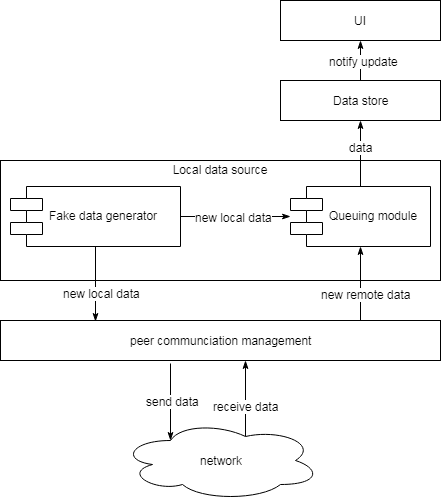 UI
notify update
Data store
data
Local data source
Fake data generator
new local data
Queuing module
new local data
new remote data
peer communciation management
send data
receive data
network